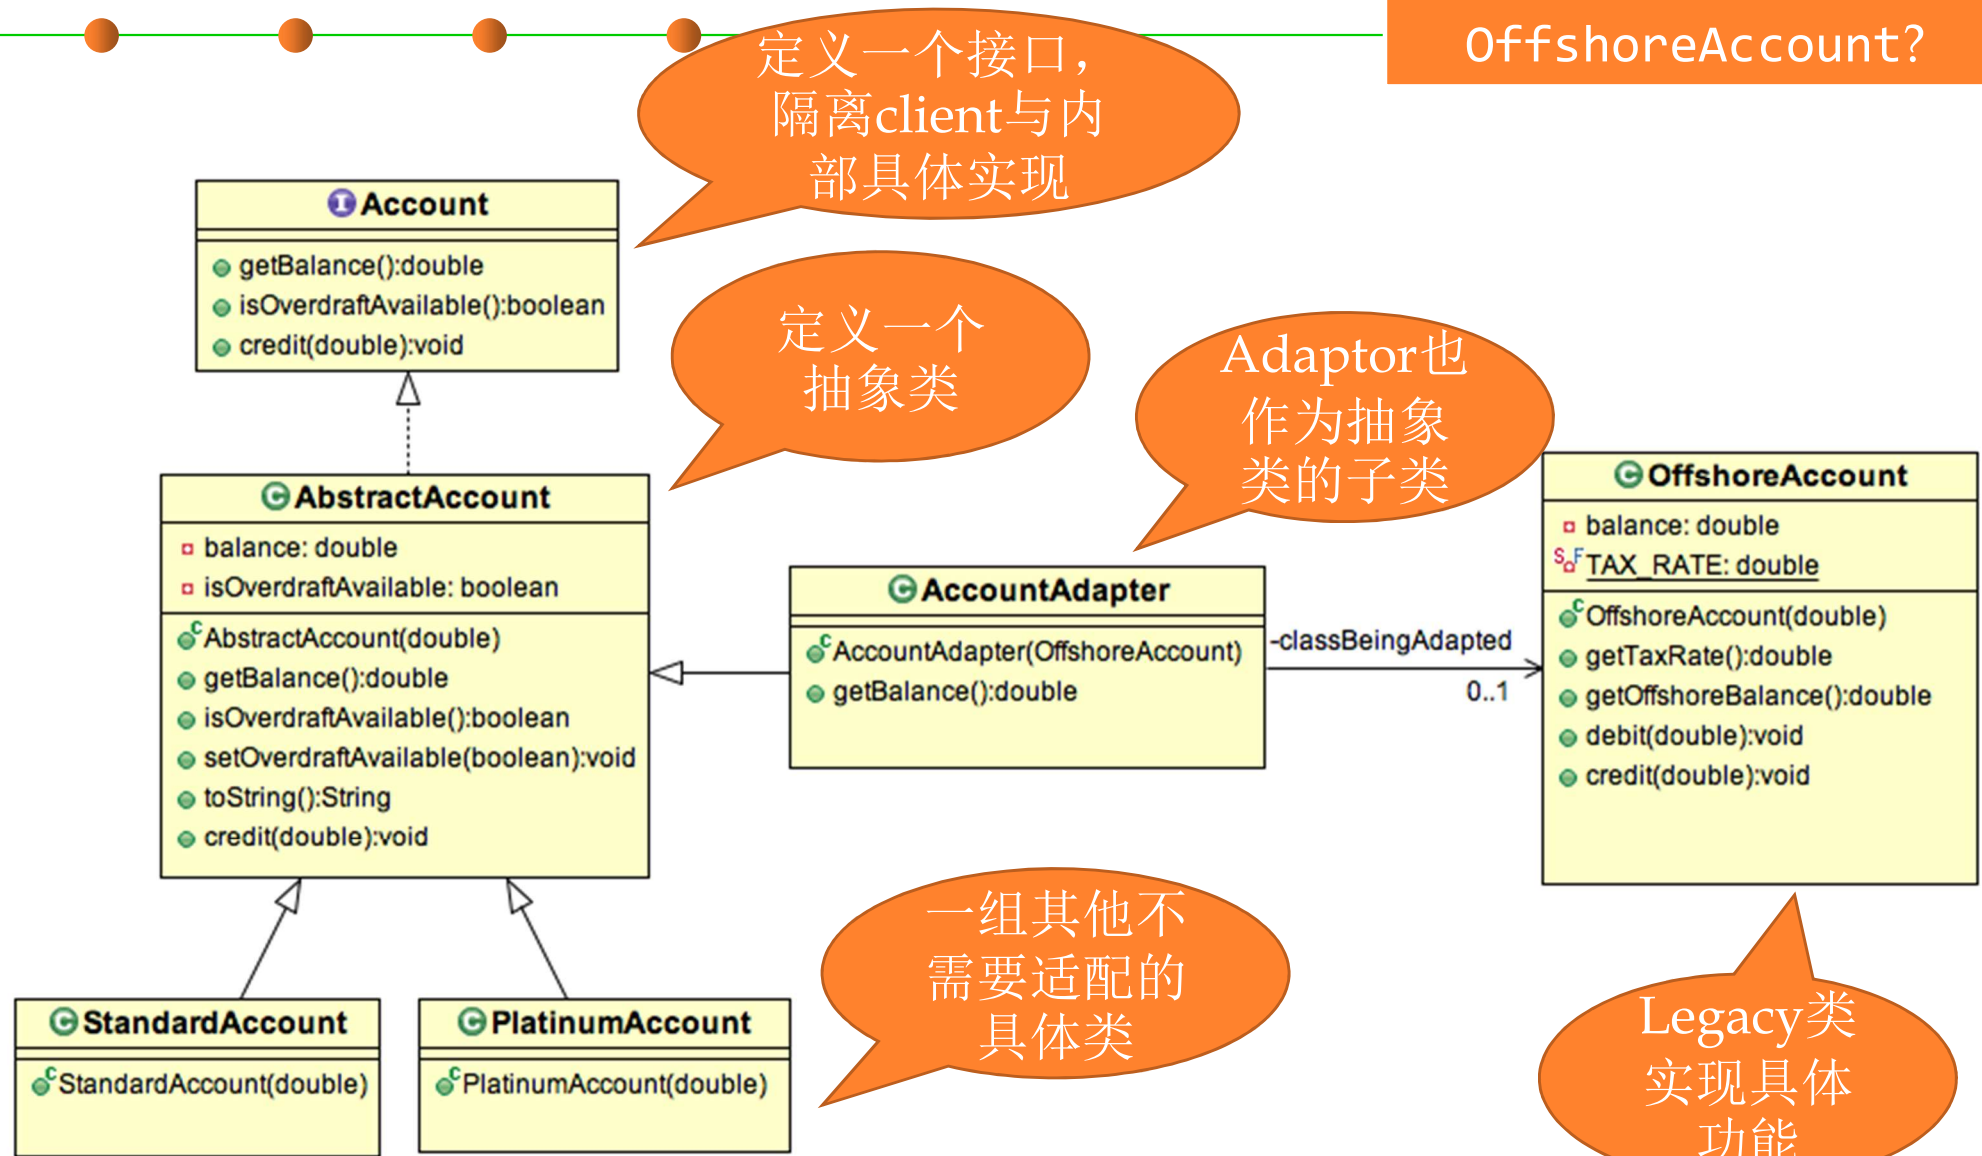 OffshoreAccount?
定义一个接口，
隔离client与内
部具体实现
Account
getBalance():double
isOverdraftAvailable():boolean
credit(double):void
定义一个
抽象类
Adaptor也
作为抽象
类的子类
AbstractAccount
balance: double
isOverdraftAvailable: boolean
AbstractAccount(double)
getBalance():double
isOverdraftAvailable():boolean
setOverdraftAvailable(boolean):void
toString():String
credit(double):void
AccountAdapter
AccountAdapter(OffshoreAccount)
getBalance():double
-classBeingAdapted
0..1
OffshoreAccount
balance: double
TAX_RATE: double
OffshoreAccount(double)
getTaxRate():double
getOffshoreBalance():double
debit(double):void
credit(double):void
一组其他不
需要适配的
具体类
StandardAccount
StandardAccount(double)
PlatinumAccount
PlatinumAccount(double)
Legacy类
实现具体
功能